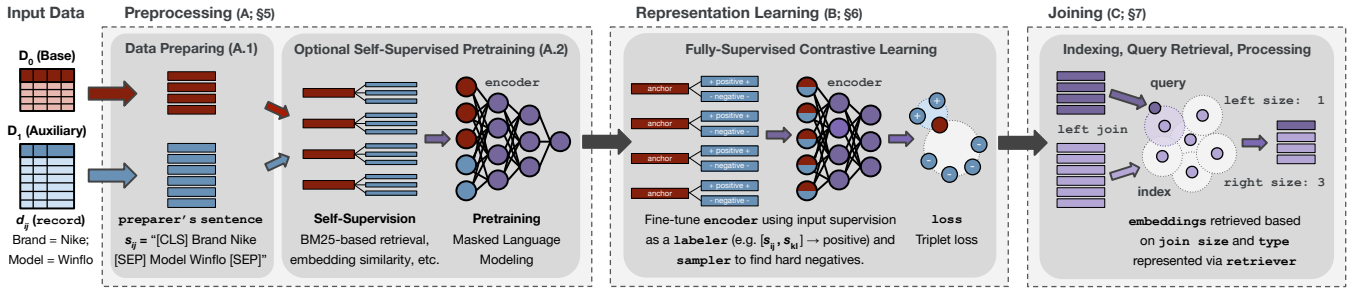 Input Data
D0 (Base)
D1 (Auxiliary)
dij (record)
Brand = Nike;
Model = Winflo
Preprocessing (A; §5)
Data Preparing (A.1)
preparer's sentence
sij = “[CLS] Brand Nike
[SEP] Model Winflo [SEP]”
Optional Self-Supervised Pretraining (A.2)
encoder
Self-Supervision
BM25-based retrieval,
embedding similarity, etc.
Pretraining
Masked Language
Modeling
Representation Learning (B; §6)
Fully-Supervised Contrastive Learning
anchor
+ positive +
- negative -
anchor
+ positive +
- negative -
anchor
+ positive +
- negative -
anchor
+ positive +
- negative -
encoder
+
+
+
-
-
-
-
-
Fine-tune encoder using input supervision
as a labeler (e.g. [sij, skl] → positive) and
sampler to find hard negatives.
loss
Triplet loss
Joining (C; §7)
Indexing, Query Retrieval, Processing
query
left size: 1
left join
index
right size: 3
embeddings retrieved based
on join size and type
represented via retriever